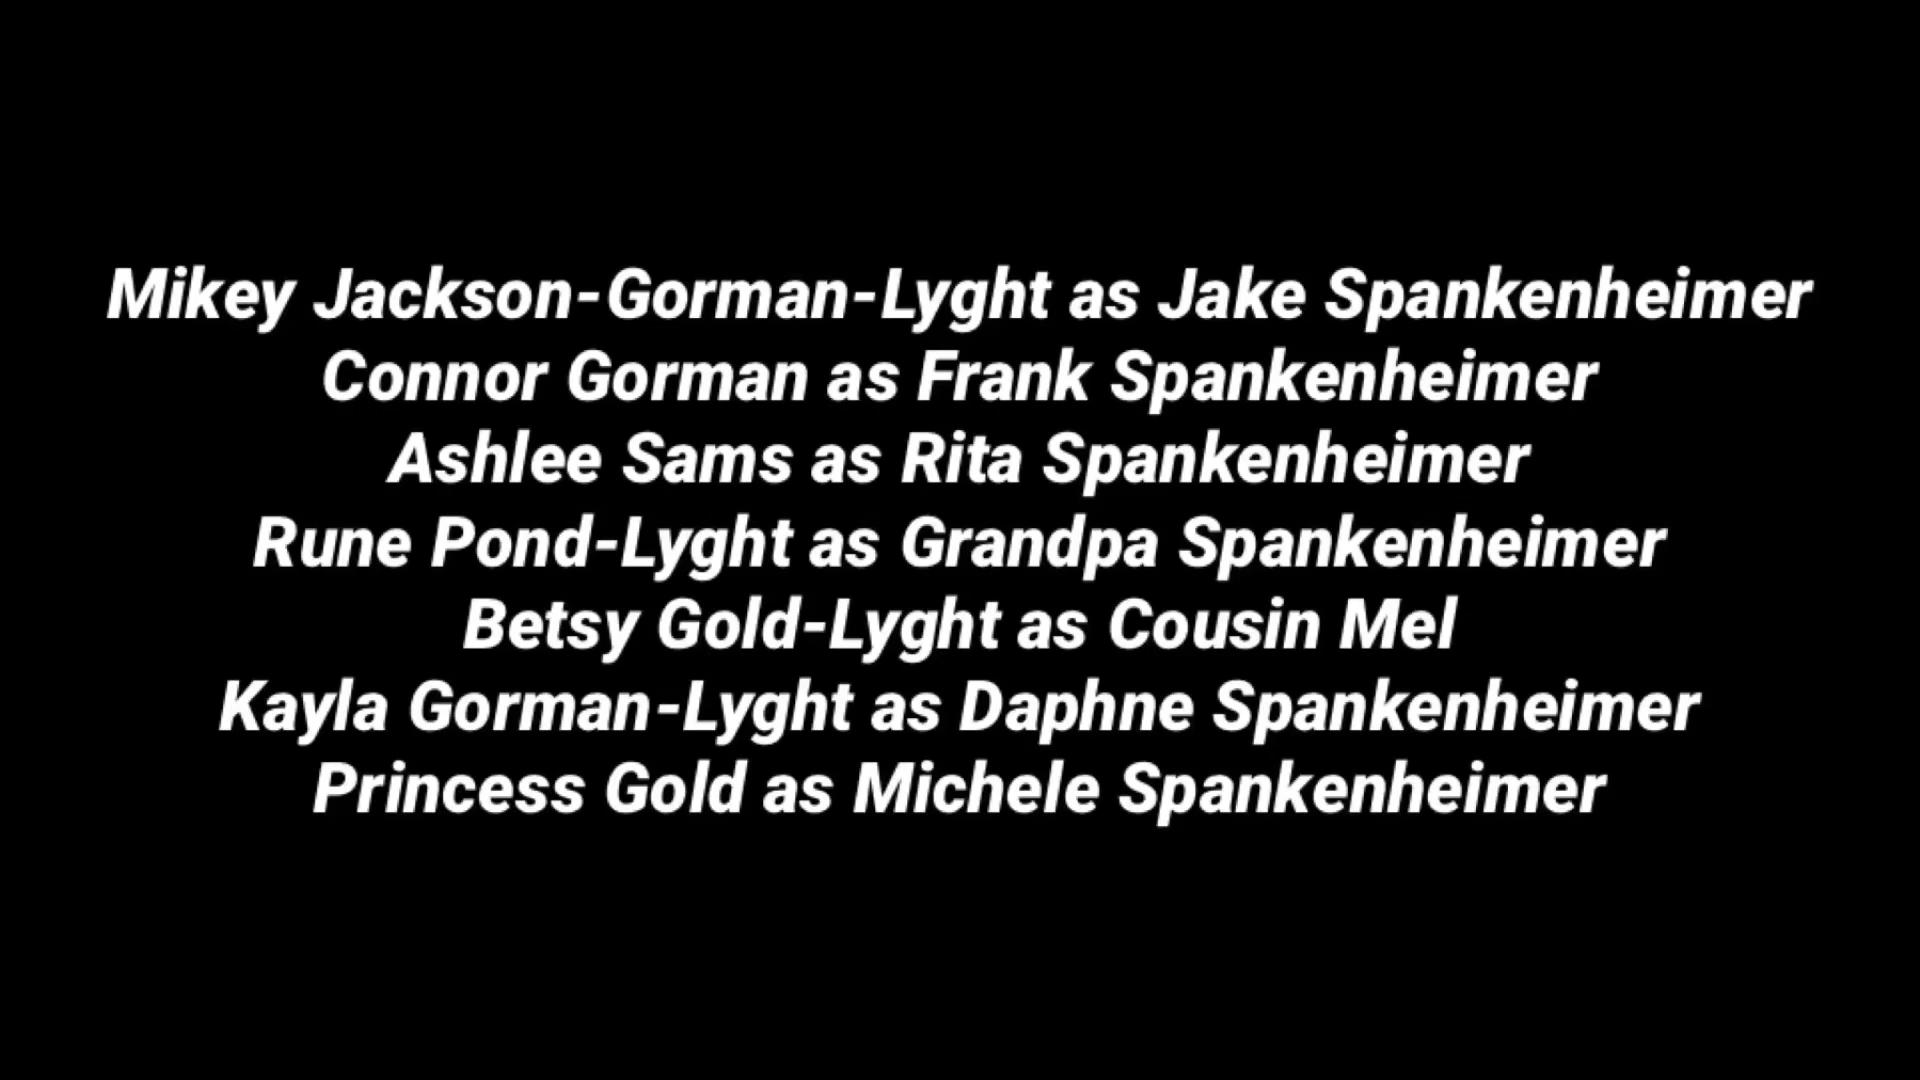 Mikey Jackson-Gorman-Lyght as Jake Spankenheimer
Connor Gorman as Frank Spankenheimer
Ashlee Sams as Rita Spankenheimer
Rune Pond-Lyght as Grandpa Spankenheimer
Betsy Gold-Lyght as Cousin Mel
Kayla Gorman-Lyght as Daphne Spankenheimer
Princess Gold as Michele Spankenheimer